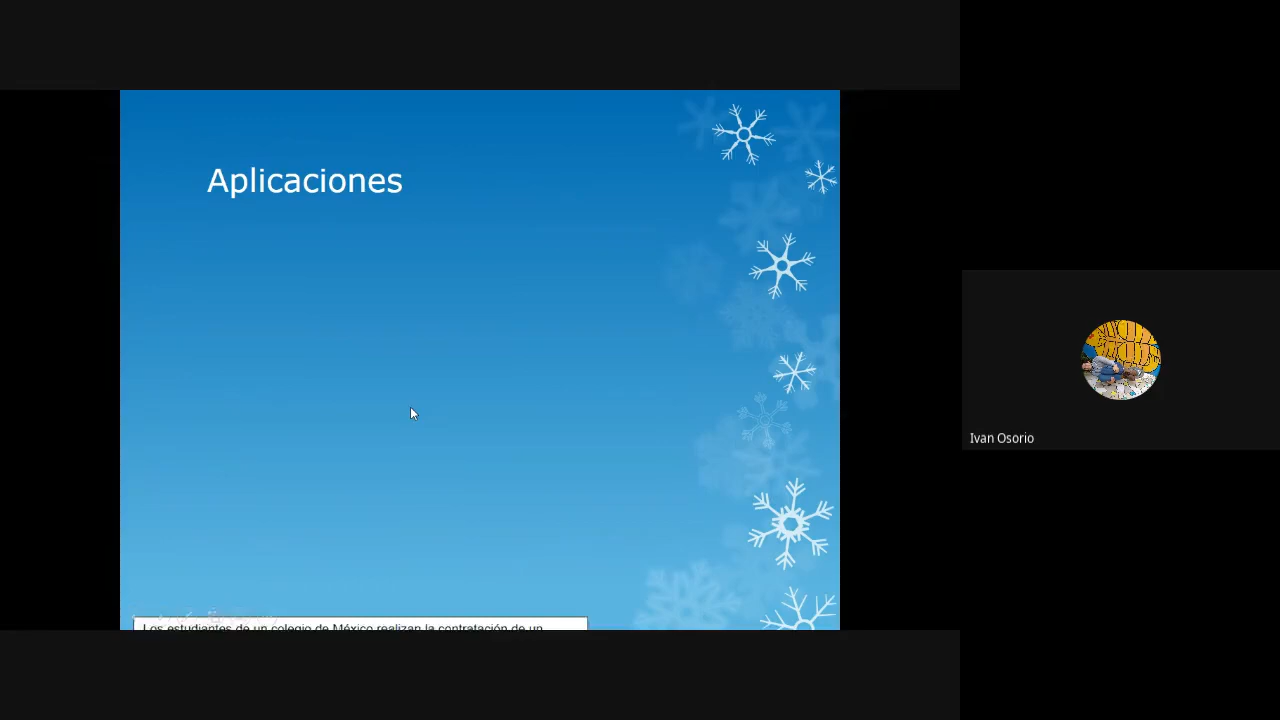 Aplicaciones
Los estudiantes de un colegio de México realizan la contratación de un
Ivan Osorio